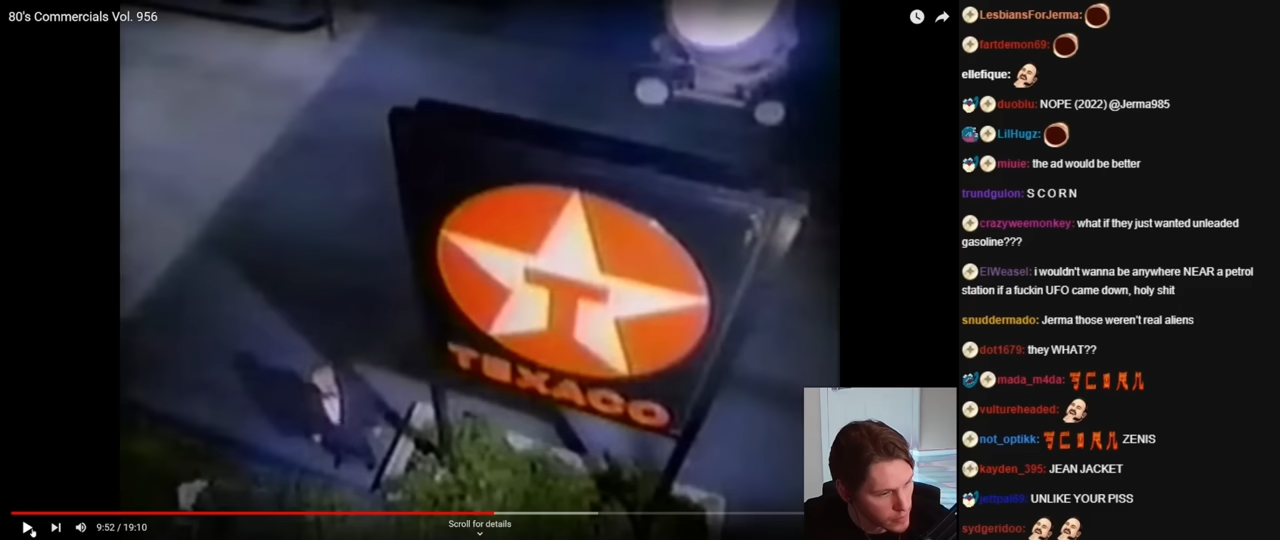 80's Commercials Vol. 956
T
TEXACO
9:52 / 19:10
Scroll for details
LesbiansForJerma:
fartdemon69:
ellefique:
duoblu: NOPE (2022) @Jerma985
LilHugz:
miuie: the ad would be better
trundgulon: S C O R N
crazyweemonkey: what if they just wanted unleaded
gasoline???
ElWeasel: i wouldn't wanna be anywhere NEAR a petrol
station if a fuckin UFO came down, holy shit
snuddermado: Jerma those weren't real aliens
dot1679: they WHAT??
mada_m4da:
vultureheaded:
not_optikk: ZENIS
kayden_395: JEAN JACKET
jettpal69: UNLIKE YOUR PISS
sydgeridoo: